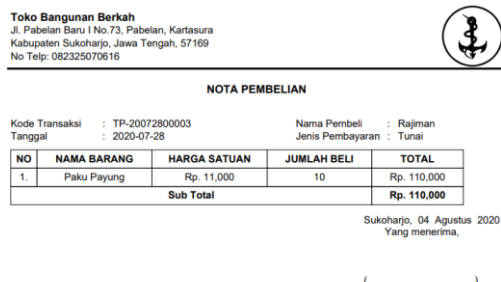 Toko Bangunan Berkah
Jl. Pabelan Baru I No.73, Pabelan, Kartasura
Kabupaten Sukoharjo, Jawa Tengah, 57169
No Telp: 082325070616
NOTA PEMBELIAN
Kode Transaksi : TP-20072800003 Nama Pembeli : Rajiman
Tanggal : 2020-07-28 Jenis Pembayaran : Tunai
NO NAMA BARANG HARGA SATUAN JUMLAH BELI TOTAL
1. Paku Payung Rp. 11,000 10 Rp. 110,000
Sub Total Rp. 110,000
Sukoharjo, 04 Agustus 2020
Yang menerima,
( )